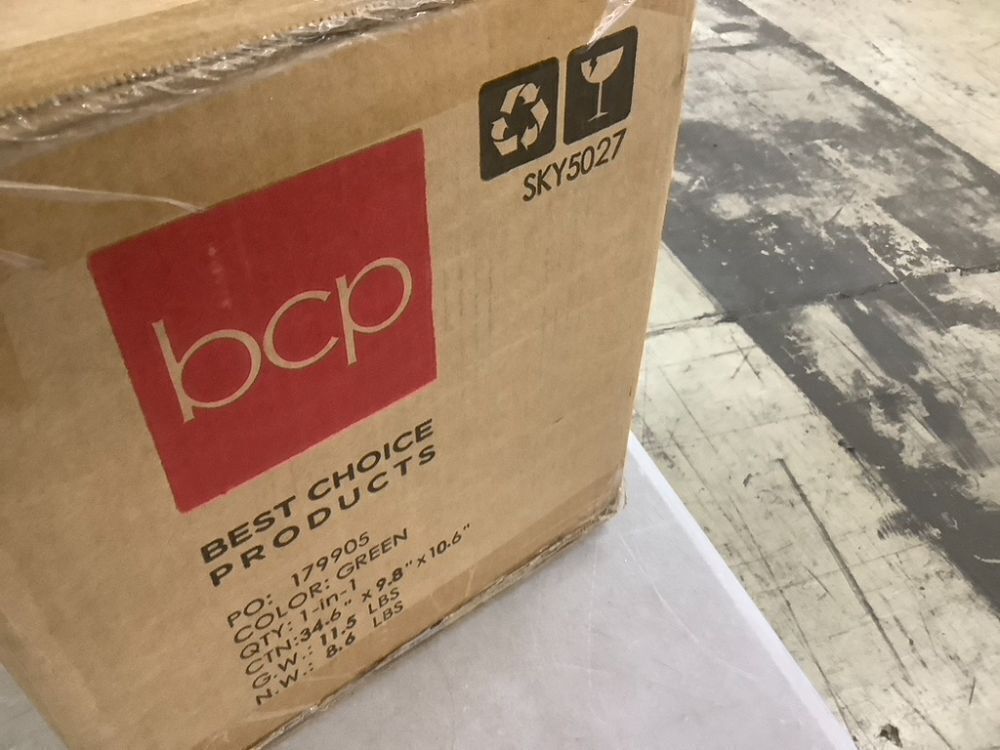 SKY5027
bcp
BEST CHOICE
PRODUCTS
PO: 179905
COLOR: GREEN
QTY: 1-in-1
CTN:34.6" x 9.8" x 10.6"
G.W.: 11.5 LBS
N.W.: 8.6 LBS